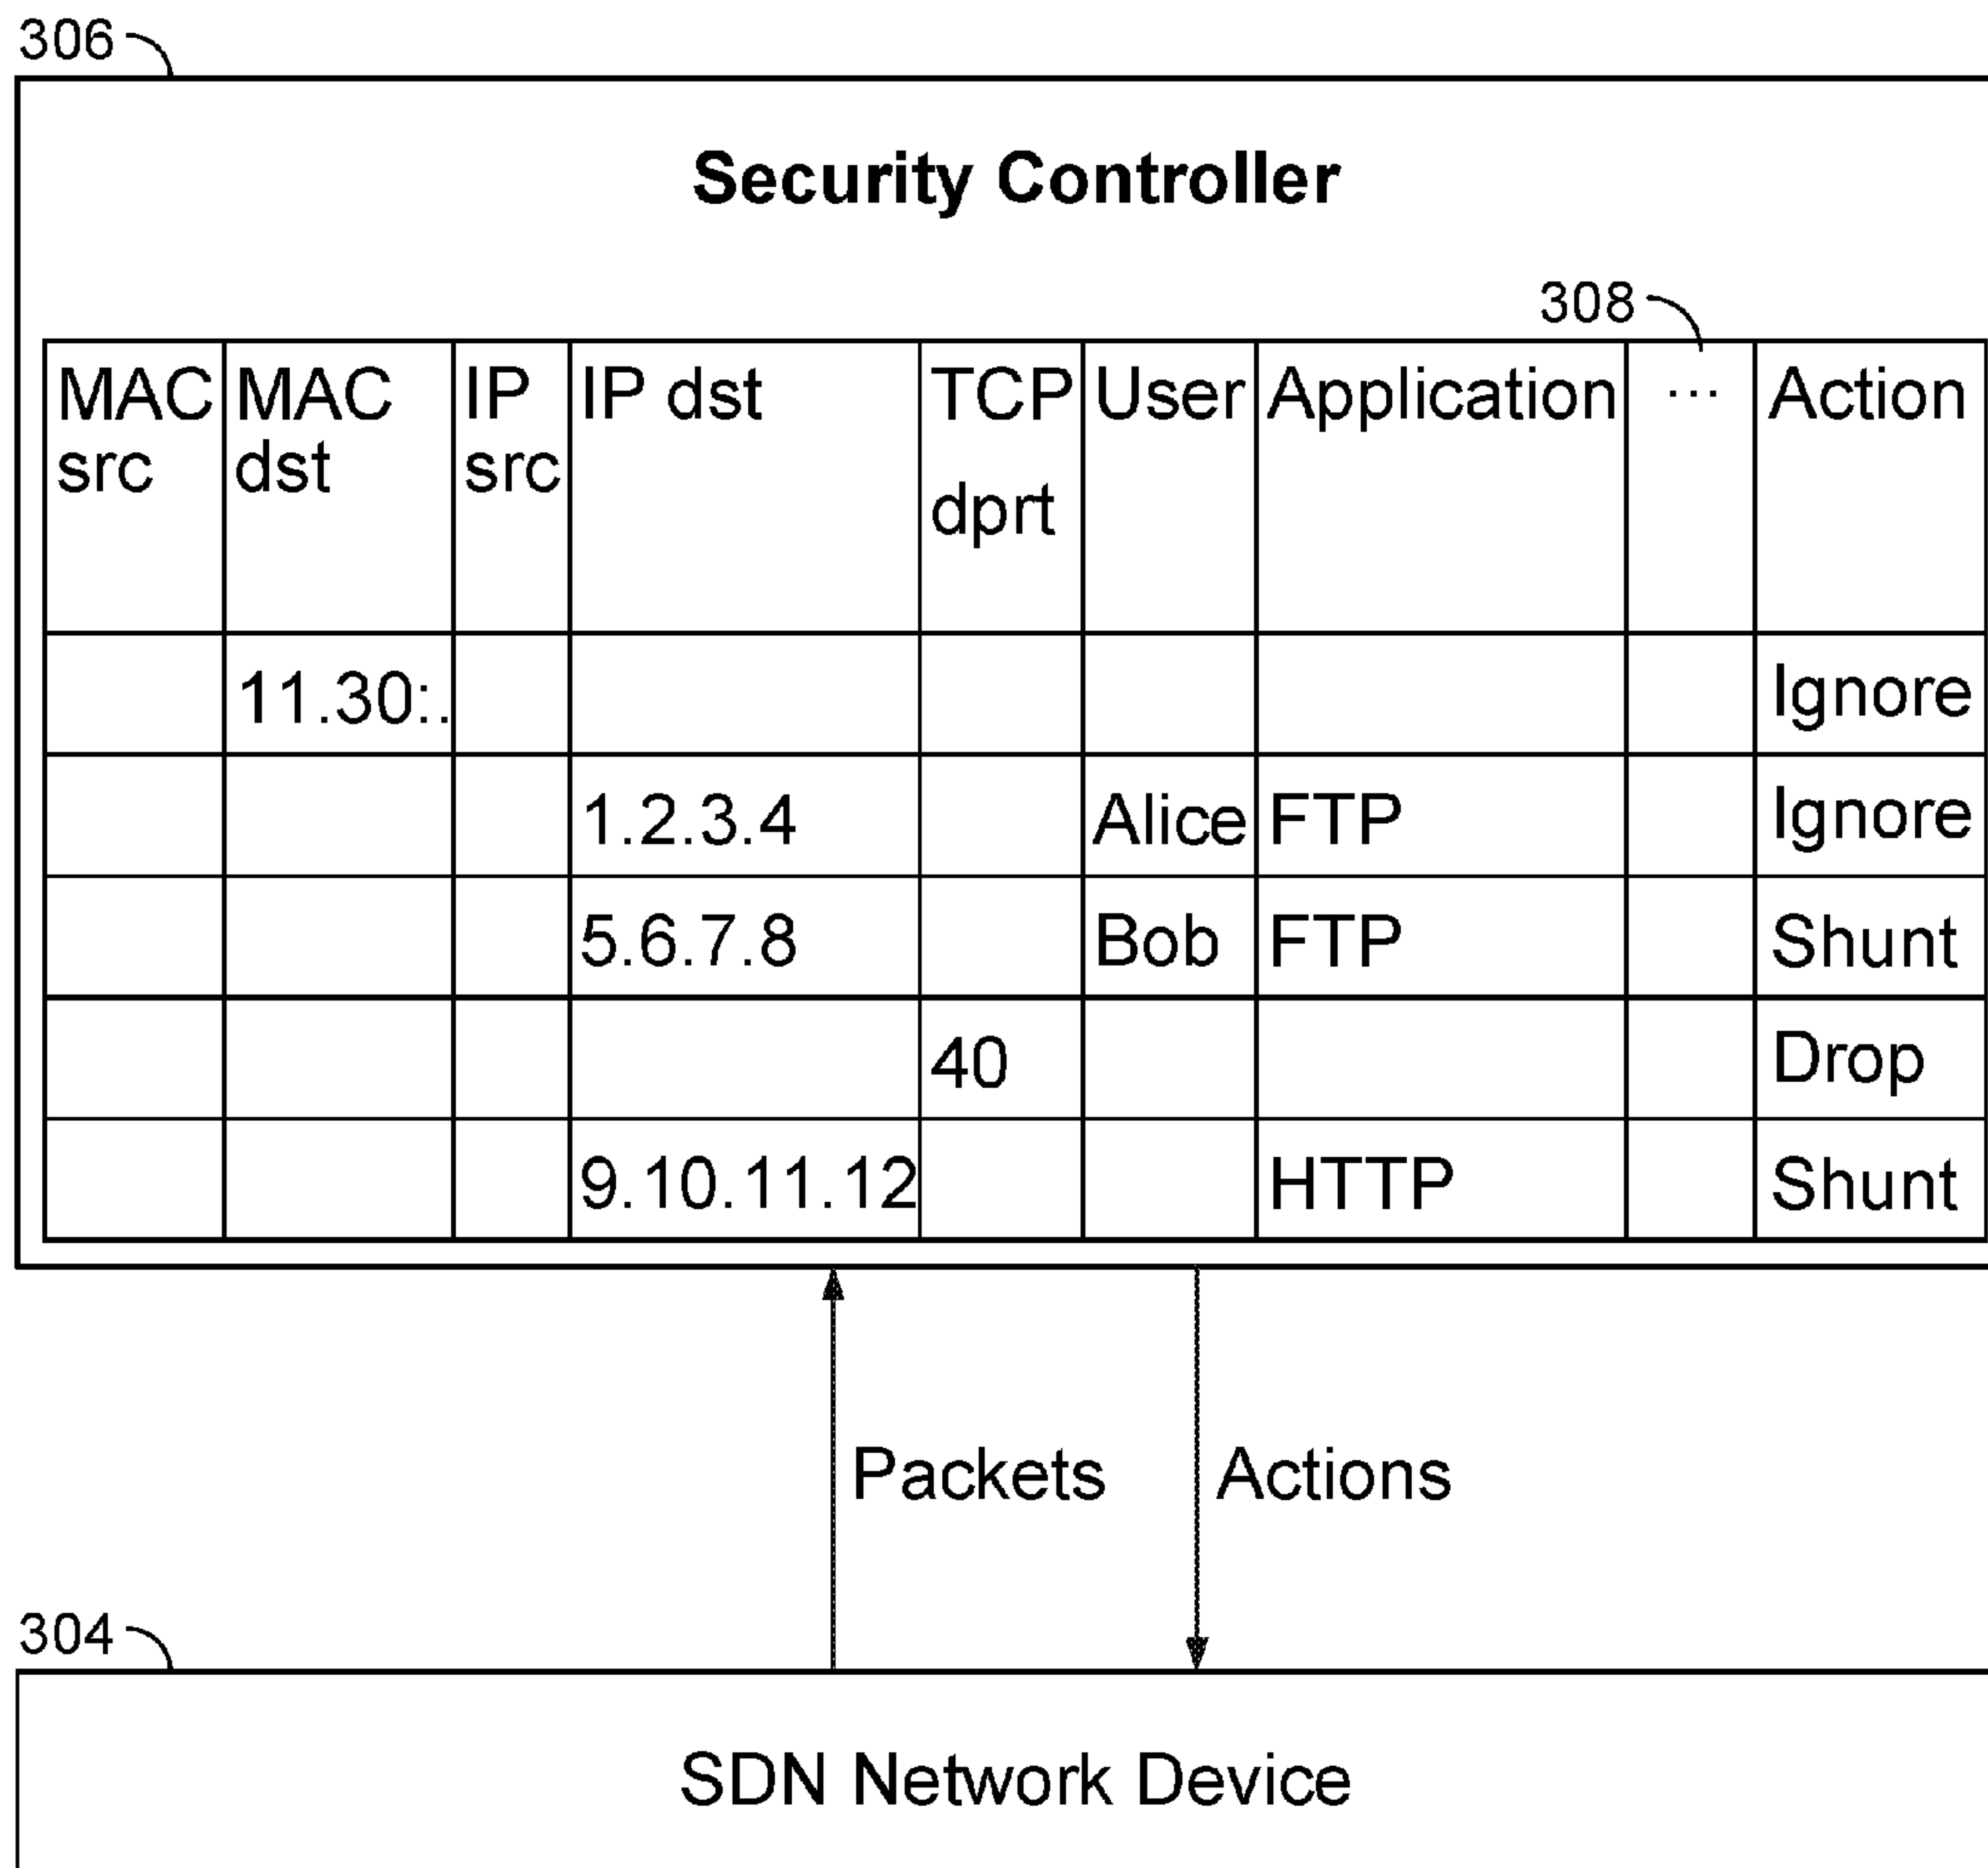 306
Security Controller
308
MAC src MAC dst IP src IP dst TCP dprt User Application ... Action
11.30:. Ignore
1.2.3.4 Alice FTP Ignore
5.6.7.8 Bob FTP Shunt
40 Drop
9.10.11.12 HTTP Shunt
Packets Actions
304
SDN Network Device